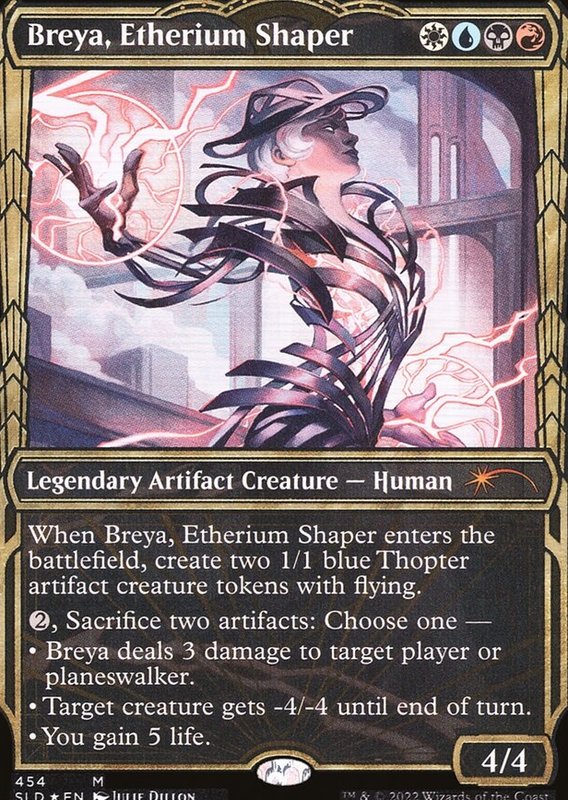 Breya, Etherium Shaper
Legendary Artifact Creature — Human
When Breya, Etherium Shaper enters the
battlefield, create two 1/1 blue Thopter
artifact creature tokens with flying.
2, Sacrifice two artifacts: Choose one —
• Breya deals 3 damage to target player or
planeswalker.
• Target creature gets -4/-4 until end of turn.
• You gain 5 life.
4/4
454 M
SLD ★ EN JULIE DILLON
™ & © 2022 Wizards of the Coast